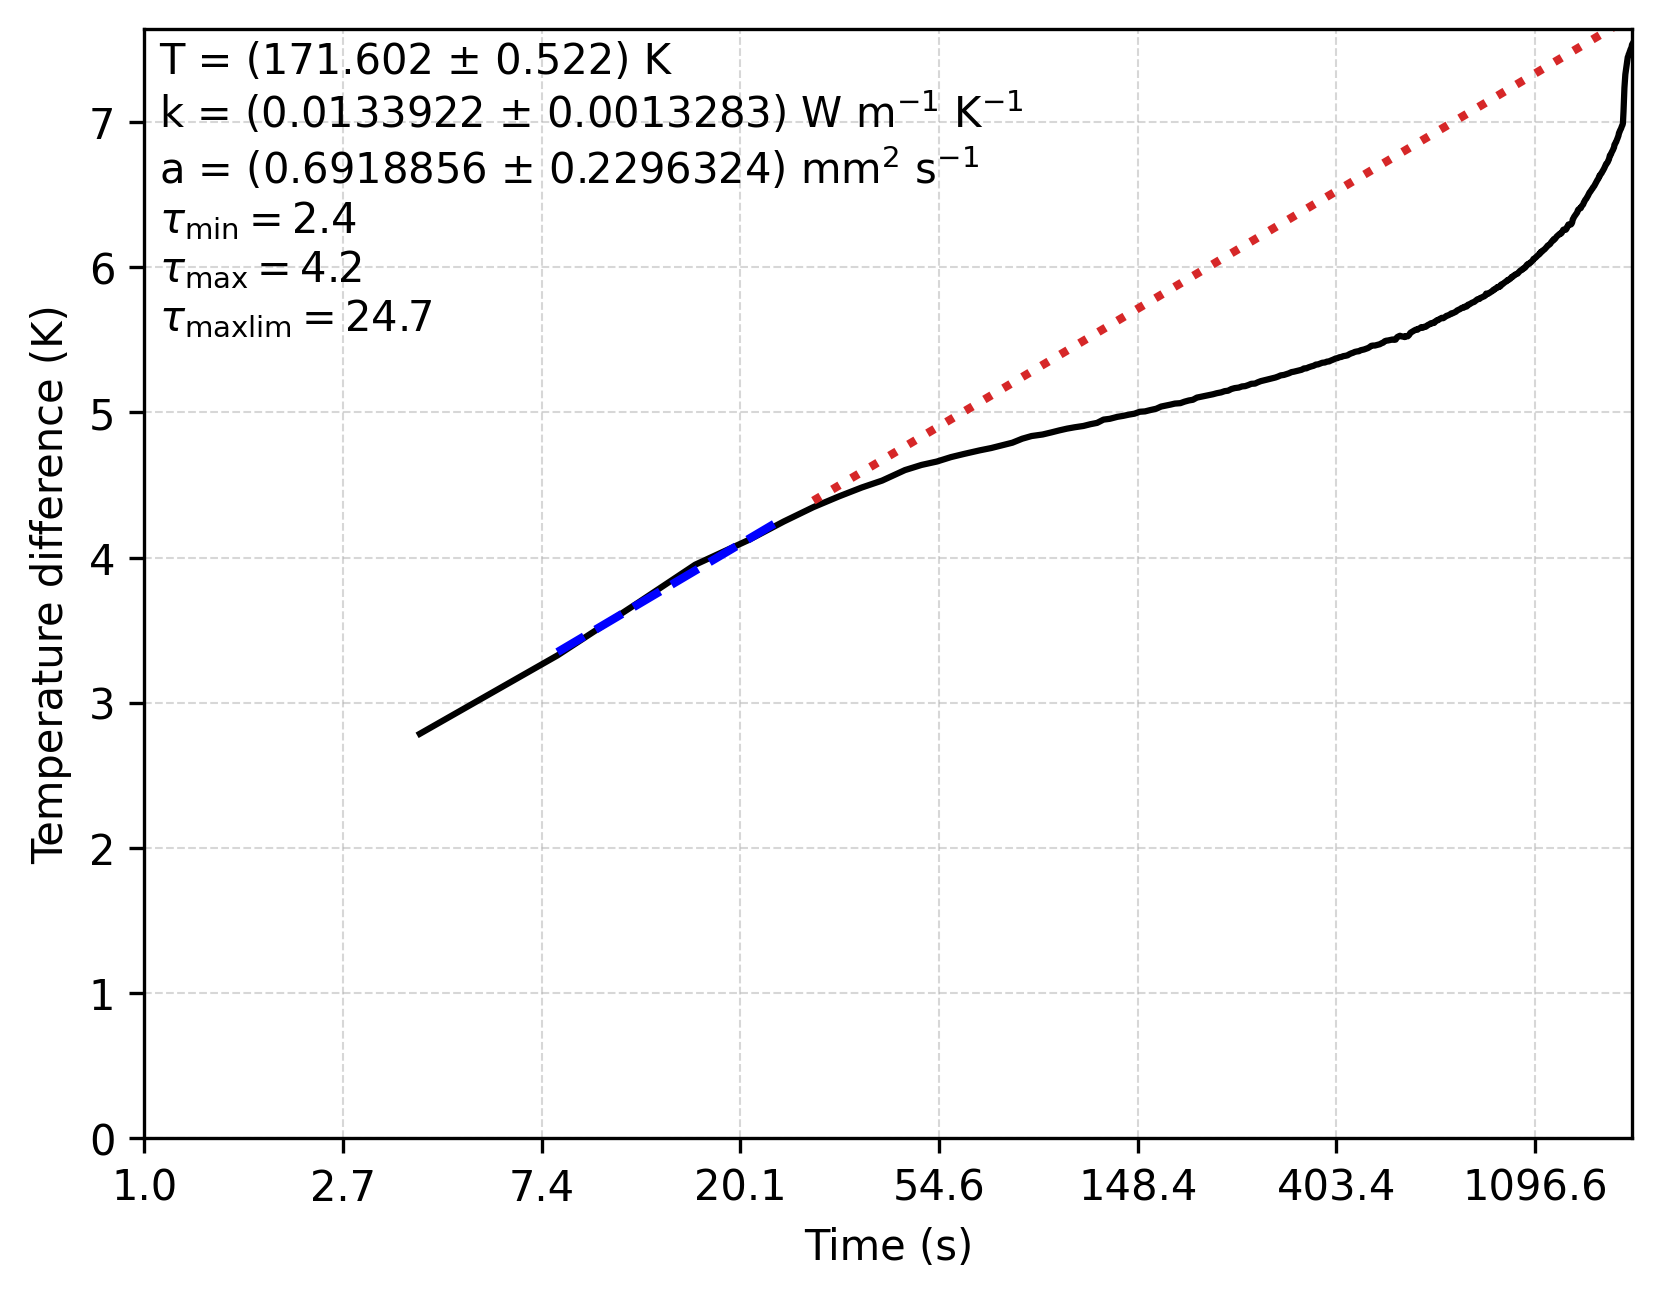 T = (171.602 ± 0.522) K
k = (0.0133922 ± 0.0013283) W m⁻¹ K⁻¹
a = (0.6918856 ± 0.2296324) mm² s⁻¹
τmin = 2.4
τmax = 4.2
τmaxlim = 24.7
Temperature difference (K)
7
6
5
4
3
2
1
0
1.0 2.7 7.4 20.1 54.6 148.4 403.4 1096.6
Time (s)